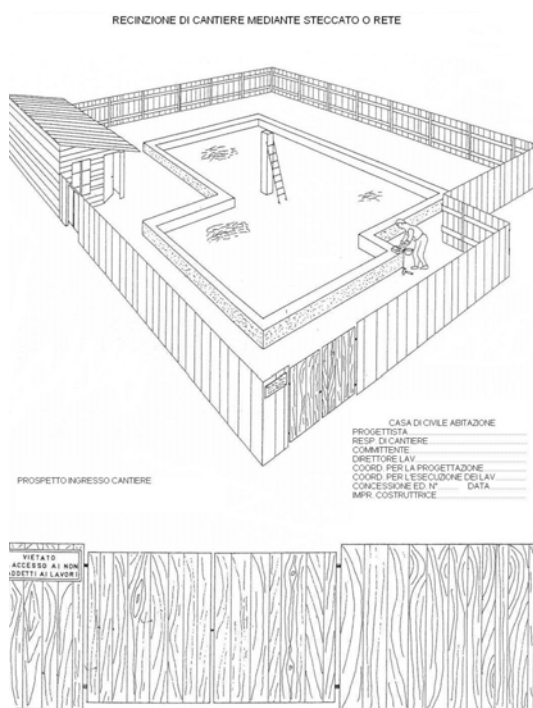 RECINZIONE DI CANTIERE MEDIANTE STECCATO O RETE
CASA DI CIVILE ABITAZIONE
PROGETTISTA
RESP. DI CANTIERE
COMMITTENTE
DIRETTORE LAV.
COORD. PER LA PROGETTAZIONE
COORD. PER L'ESECUZIONE DEI LAV.
CONCESSIONE ED. N° DATA
IMPR. COSTRUTTRICE
PROSPETTO INGRESSO CANTIERE
VIETATO
L'ACCESSO AI NON
ADDETTI AI LAVORI